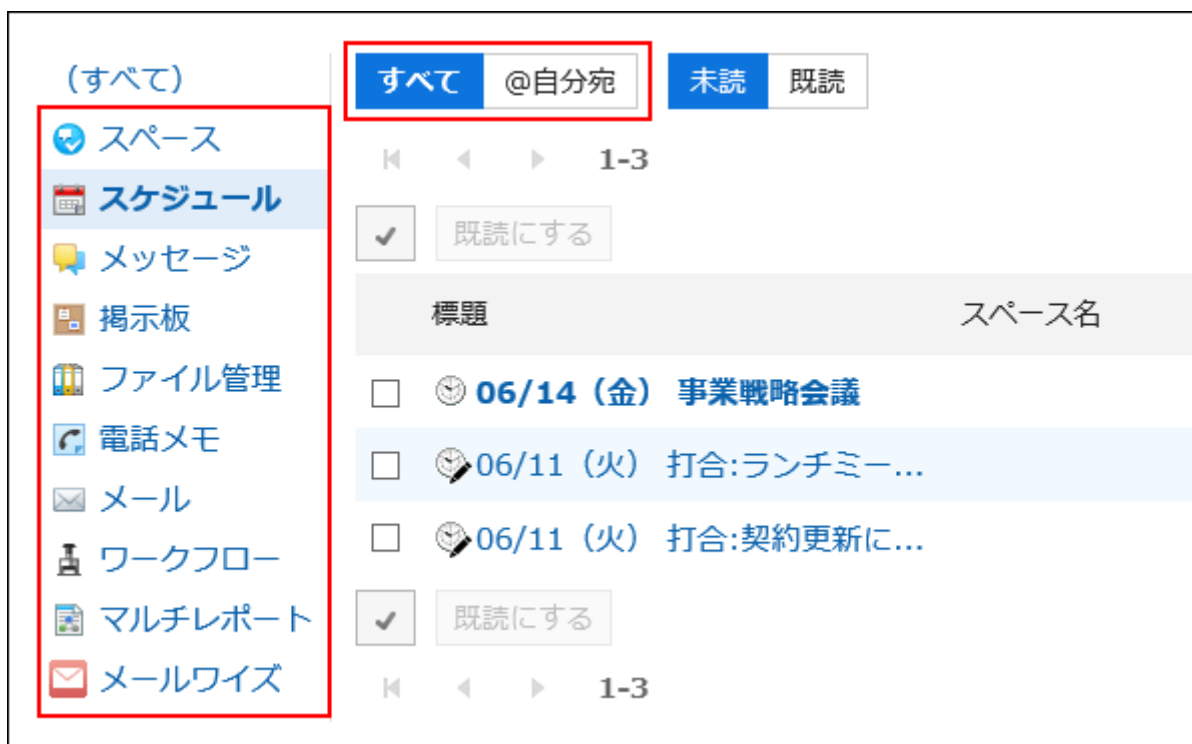 (すべて)
スペース
スケジュール
メッセージ
掲示板
ファイル管理
電話メモ
メール
ワークフロー
マルチレポート
メールワイズ
すべて @自分宛 未読 既読
1-3
既読にする
標題 スペース名
06/14（金） 事業戦略会議
06/11（火） 打合:ランチミー...
06/11（火） 打合:契約更新に...
既読にする
1-3